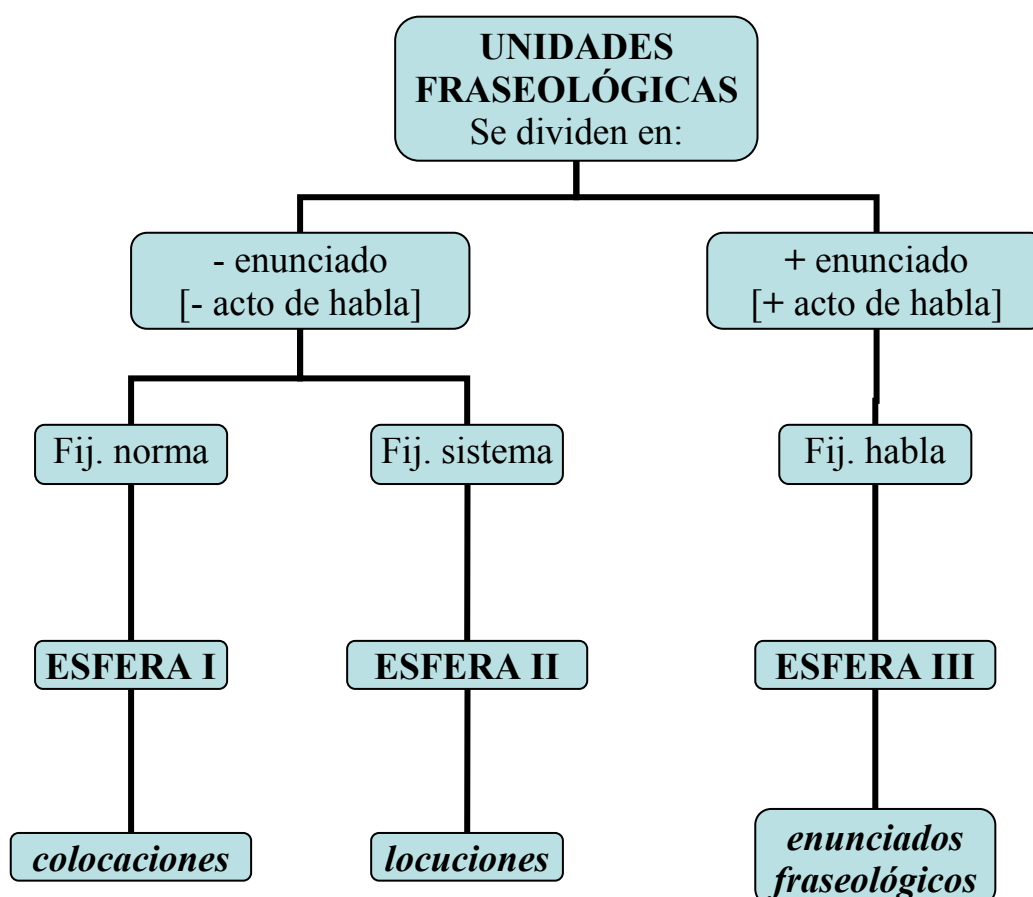 UNIDADES
FRASEOLÓGICAS
Se dividen en:
- enunciado
[- acto de habla]
+ enunciado
[+ acto de habla]
Fij. norma
Fij. sistema
Fij. habla
ESFERA I
ESFERA II
ESFERA III
colocaciones
locuciones
enunciados
fraseológicos